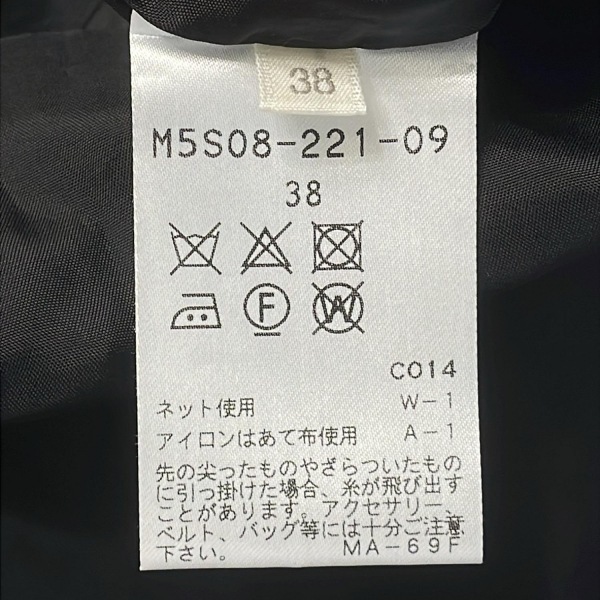 38
M5S08-221-09
38
F
W
C014
ネット使用 W-1
アイロンはあて布使用 A-1
先の尖ったものやざらついたもの
に引っ掛けた場合、糸が飛び出す
ことがあります。アクセサリー、
ベルト、バッグ等には十分ご注意
下さい。 MA-69F